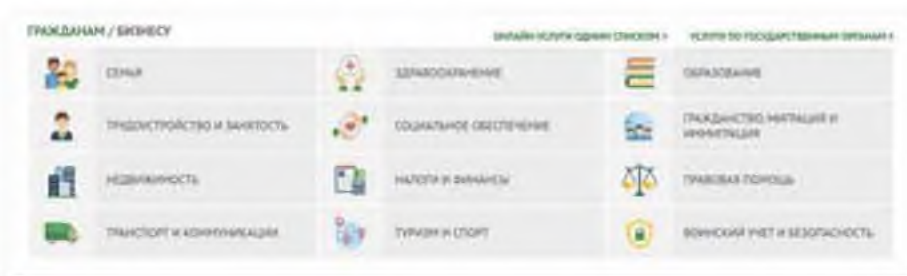 ГРАЖДАНАМ / БИЗНЕСУ
ОНЛАЙН УСЛУГИ ОДНИМ СПИСКОМ >
УСЛУГИ ПО ГОСУДАРСТВЕННЫМ ОРГАНАМ >
СЕМЬЯ
ЗДРАВООХРАНЕНИЕ
ОБРАЗОВАНИЕ
ТРУДОУСТРОЙСТВО И ЗАНЯТОСТЬ
СОЦИАЛЬНОЕ ОБЕСПЕЧЕНИЕ
ГРАЖДАНСТВО, МИГРАЦИЯ И
ИММИГРАЦИЯ
НЕДВИЖИМОСТЬ
НАЛОГИ И ФИНАНСЫ
ПРАВОВАЯ ПОМОЩЬ
ТРАНСПОРТ И КОММУНИКАЦИИ
ТУРИЗМ И СПОРТ
ВОИНСКИЙ УЧЕТ И БЕЗОПАСНОСТЬ